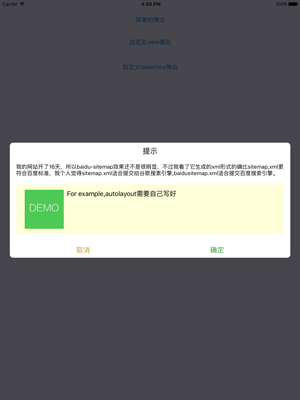 Carrier 4:59 PM 100%
简单的弹出
自定义view弹出
自定义tableView弹出
提示
我的网站开了16天，所以baidu-sitemap效果还不是很明显，不过我看了它生成的xml形式的确比sitemap,xml更
符合百度标准，我个人觉得sitemap.xml适合提交给谷歌搜索引擎,baidusitemap.xml适合提交百度搜索引擎。
DEMO
For example,autolayout需要自己写好
取消
确定